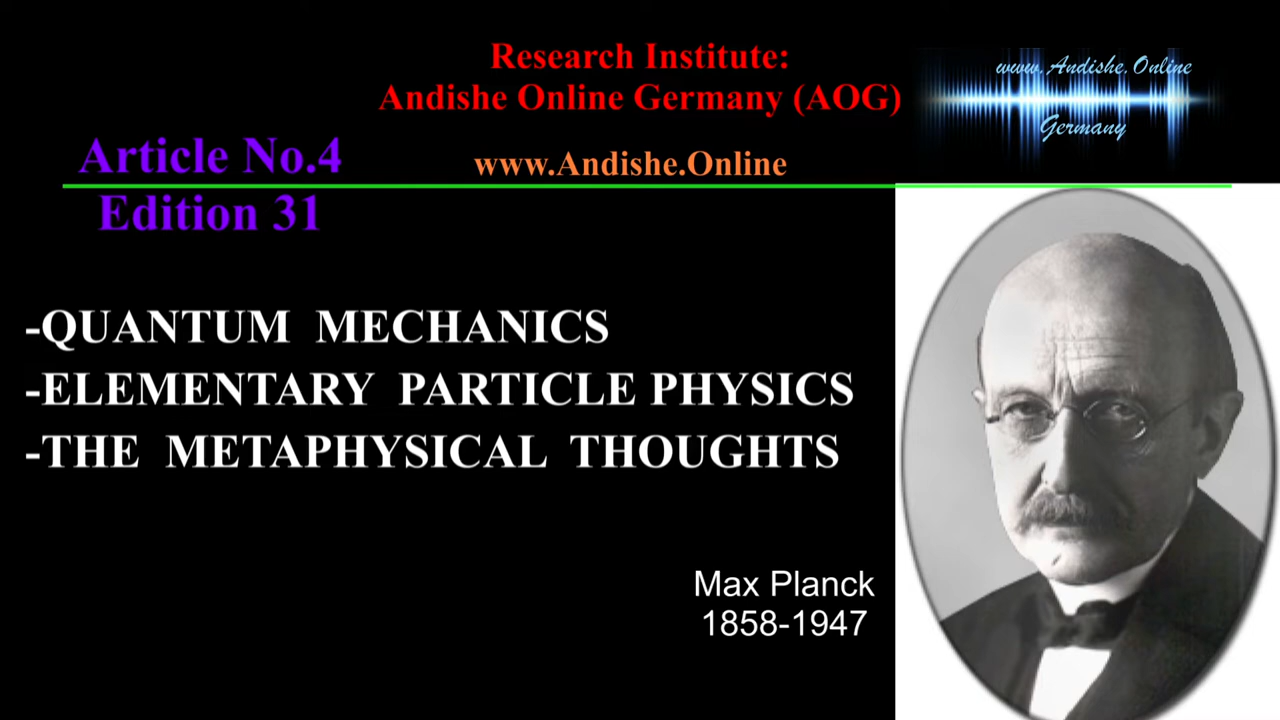 Research Institute:
Andishe Online Germany (AOG)
www.Andishe.Online
www.Andishe.Online
Germany
Article No.4
Edition 31
-QUANTUM MECHANICS
-ELEMENTARY PARTICLE PHYSICS
-THE METAPHYSICAL THOUGHTS
Max Planck
1858-1947